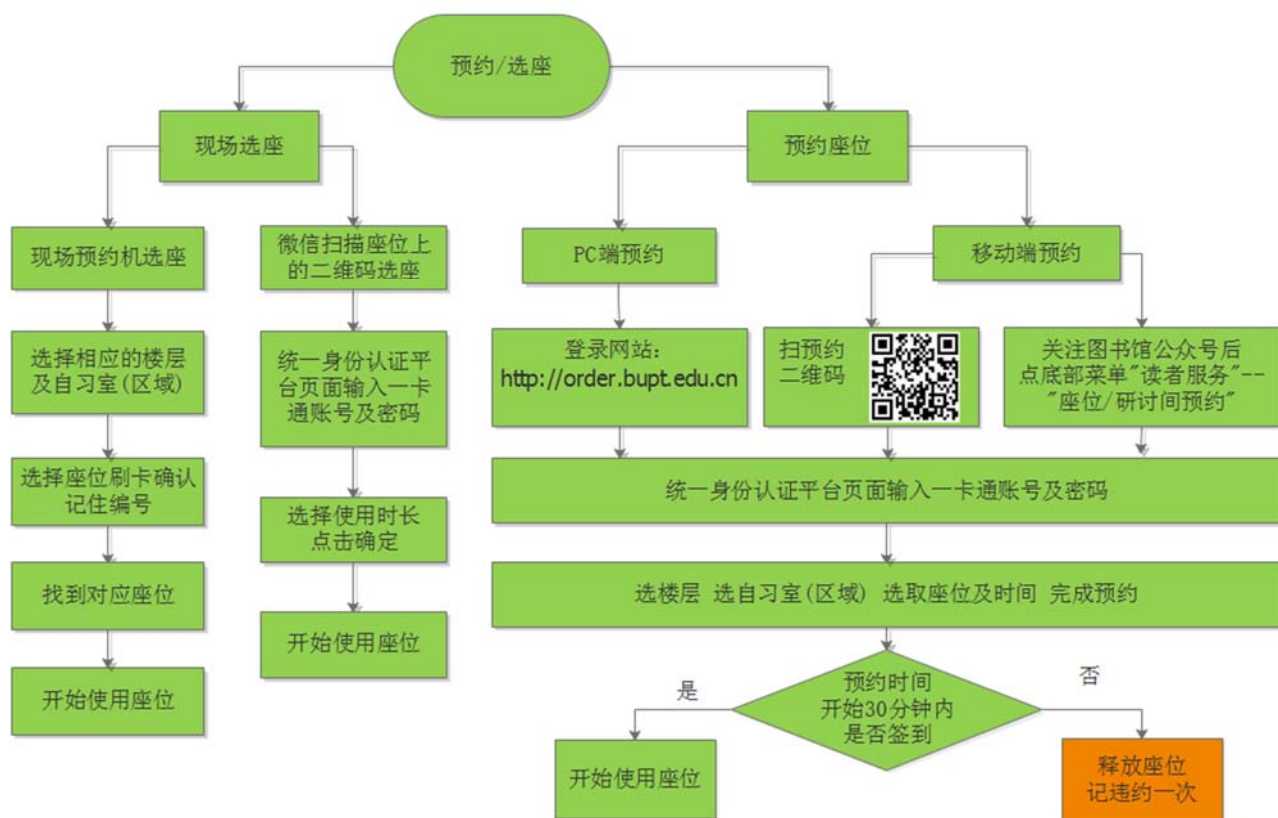 预约/选座
现场选座
预约座位
现场预约机选座
微信扫描座位上
的二维码选座
PC端预约
移动端预约
选择相应的楼层
及自习室(区域)
统一身份认证平
台页面输入一卡
通账号及密码
登录网站:
http://order.bupt.edu.cn
扫预约
二维码
关注图书馆公众号后
点底部菜单"读者服务"--
"座位/研讨间预约"
选择座位刷卡确认
记住编号
统一身份认证平台页面输入一卡通账号及密码
选择使用时长
点击确定
找到对应座位
选楼层 选自习室(区域) 选取座位及时间 完成预约
开始使用座位
开始使用座位
预约时间
开始30分钟内
是否签到
是
否
开始使用座位
释放座位
记违约一次